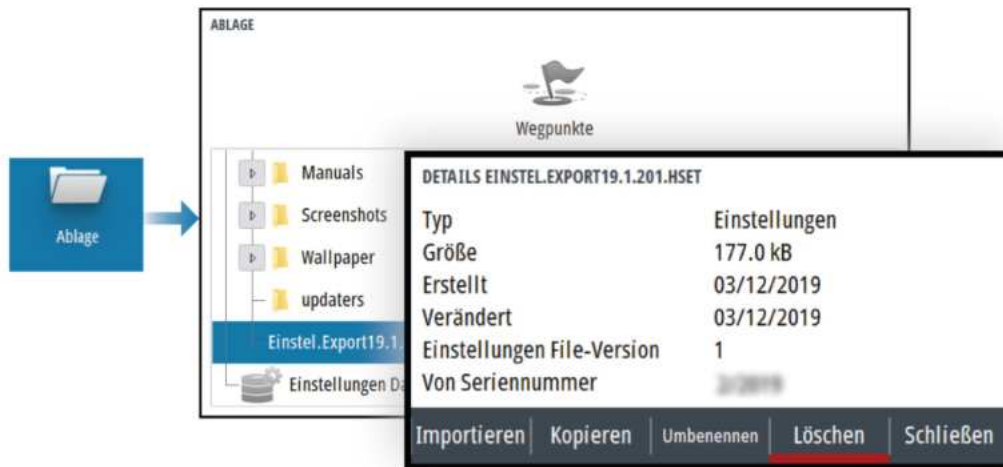 ABLAGE
Wegpunkte
Ablage
Manuals
Screenshots
Wallpaper
updaters
Einstel.Export19.1.
Einstellungen Da
DETAILS EINSTEL.EXPORT19.1.201.HSET
Typ Einstellungen
Größe 177.0 kB
Erstellt 03/12/2019
Verändert 03/12/2019
Einstellungen File-Version 1
Von Seriennummer
Importieren Kopieren Umbenennen Löschen Schließen